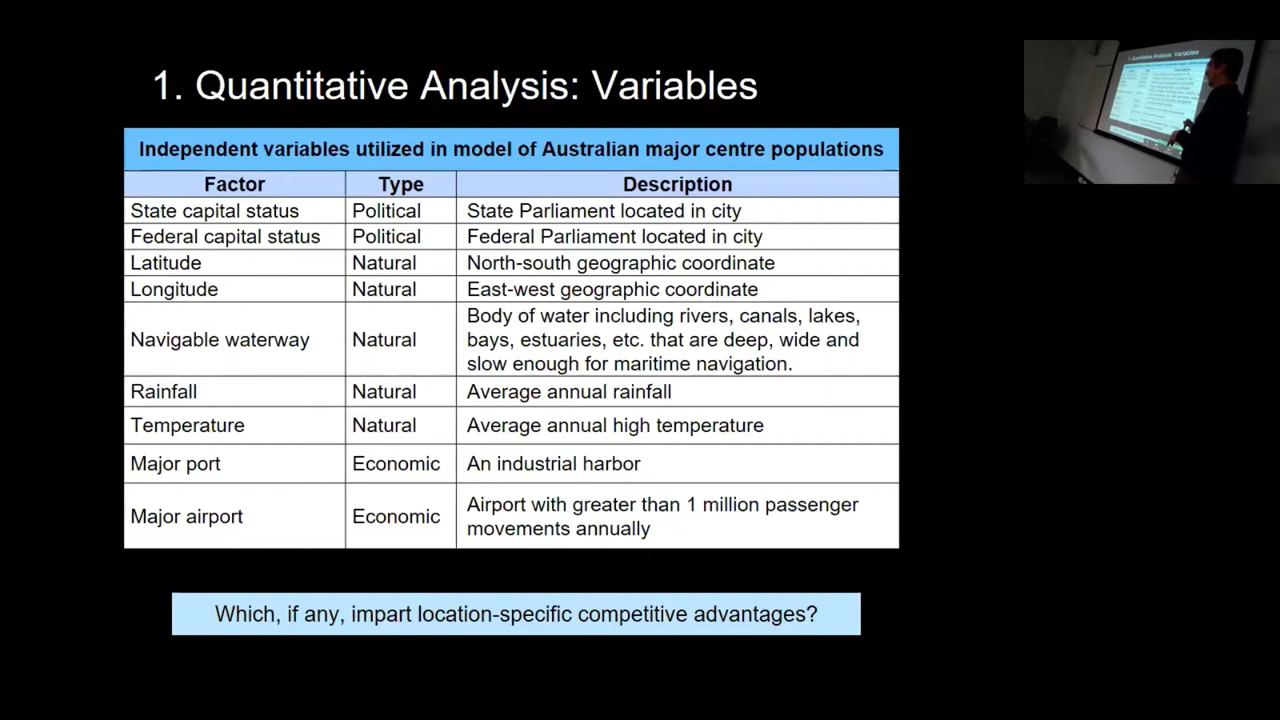 1. Quantitative Analysis: Variables
Independent variables utilized in model of Australian major centre populations
Factor Type Description
State capital status Political State Parliament located in city
Federal capital status Political Federal Parliament located in city
Latitude Natural North-south geographic coordinate
Longitude Natural East-west geographic coordinate
Navigable waterway Natural Body of water including rivers, canals, lakes,
bays, estuaries, etc. that are deep, wide and
slow enough for maritime navigation.
Rainfall Natural Average annual rainfall
Temperature Natural Average annual high temperature
Major port Economic An industrial harbor
Major airport Economic Airport with greater than 1 million passenger
movements annually
Which, if any, impart location-specific competitive advantages?
1. Quantitative Analysis: Variables